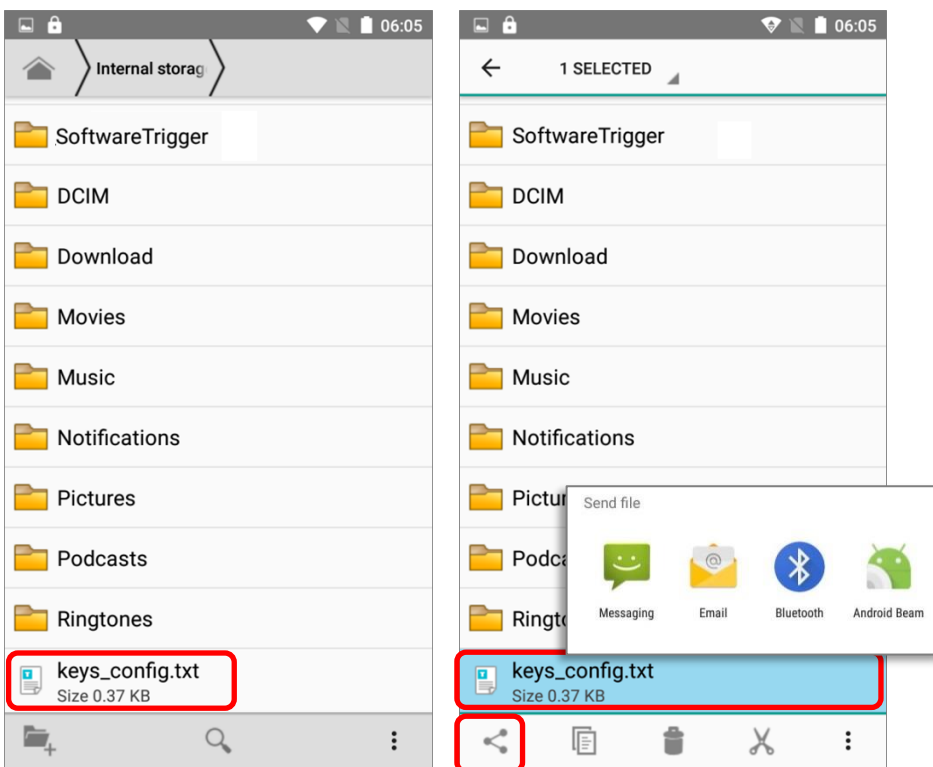 06:05
Internal storag
SoftwareTrigger
DCIM
Download
Movies
Music
Notifications
Pictures
Podcasts
Ringtones
keys_config.txt
Size 0.37 KB
06:05
1 SELECTED
SoftwareTrigger
DCIM
Download
Movies
Music
Notifications
Pictur
Podca
Ringto
Send file
Messaging
Email
Bluetooth
Android Beam
keys_config.txt
Size 0.37 KB